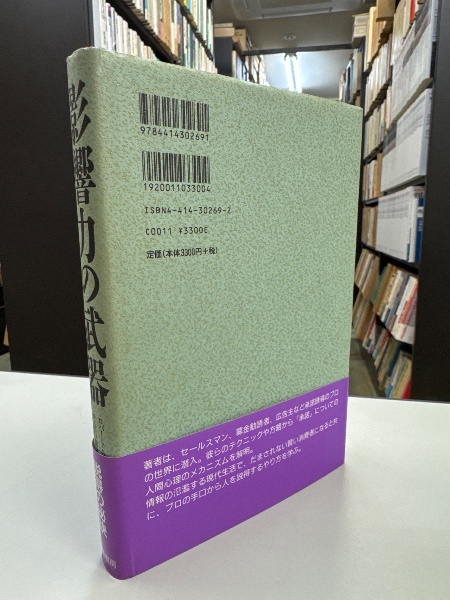 影響力の武器
9784414302691
1920011033004
ISBN4-414-30269-2
C0011 ¥3300E
定価(本体3300円+税)
著者は、セールスマン、募金勧誘者、広告主など承諾誘導のプロ
の世界に潜入。彼らのテクニックや方略から「承諾」についての
人間心理のメカニズムを解明。
情報の氾濫する現代生活で、だまされない賢い消費者になると共
に、プロの手口から人を説得するやり方を学ぶ。